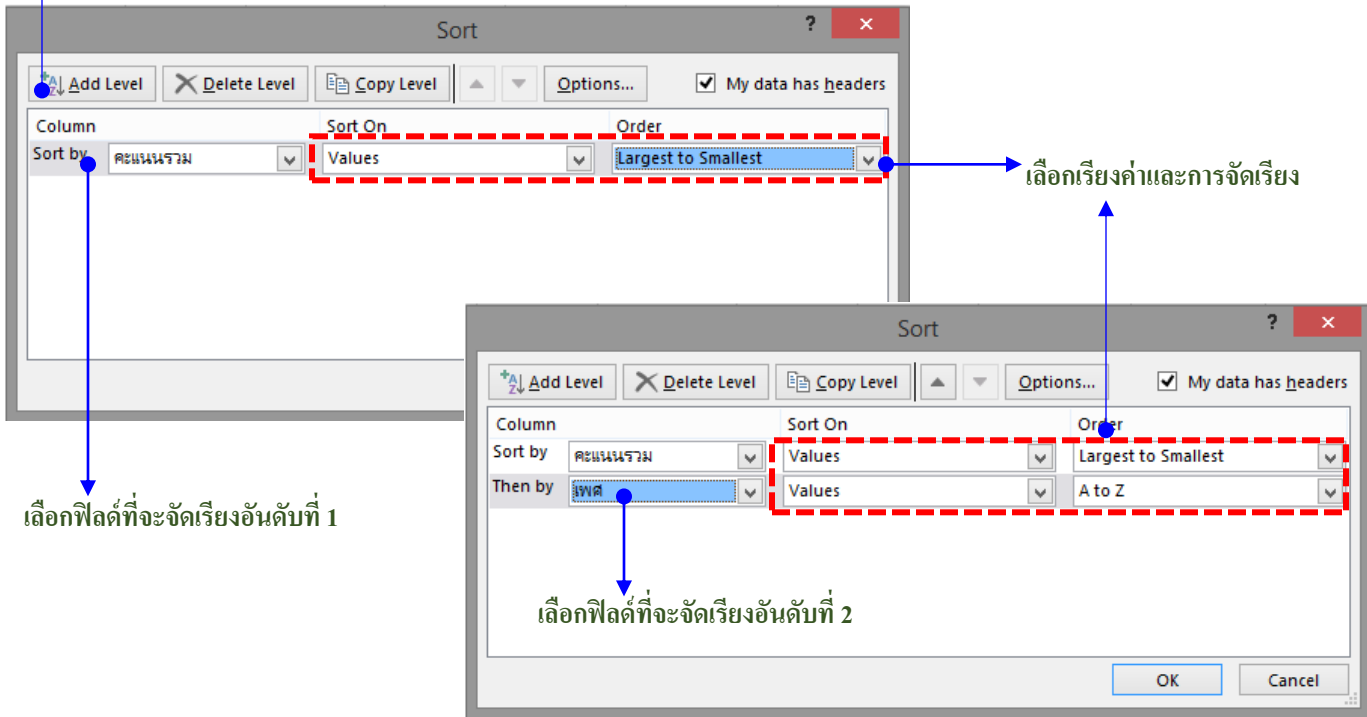 Sort ?
Add Level Delete Level Copy Level Options... My data has headers
Column Sort On Order
Sort by คะแนนรวม Values Largest to Smallest
เลือกเรียงค่าและการจัดเรียง
Sort ?
Add Level Delete Level Copy Level Options... My data has headers
Column Sort On Order
Sort by คะแนนรวม Values Largest to Smallest
Then by เพศ Values A to Z
เลือกฟิลด์ที่จะจัดเรียงอันดับที่ 1
เลือกฟิลด์ที่จะจัดเรียงอันดับที่ 2
OK Cancel